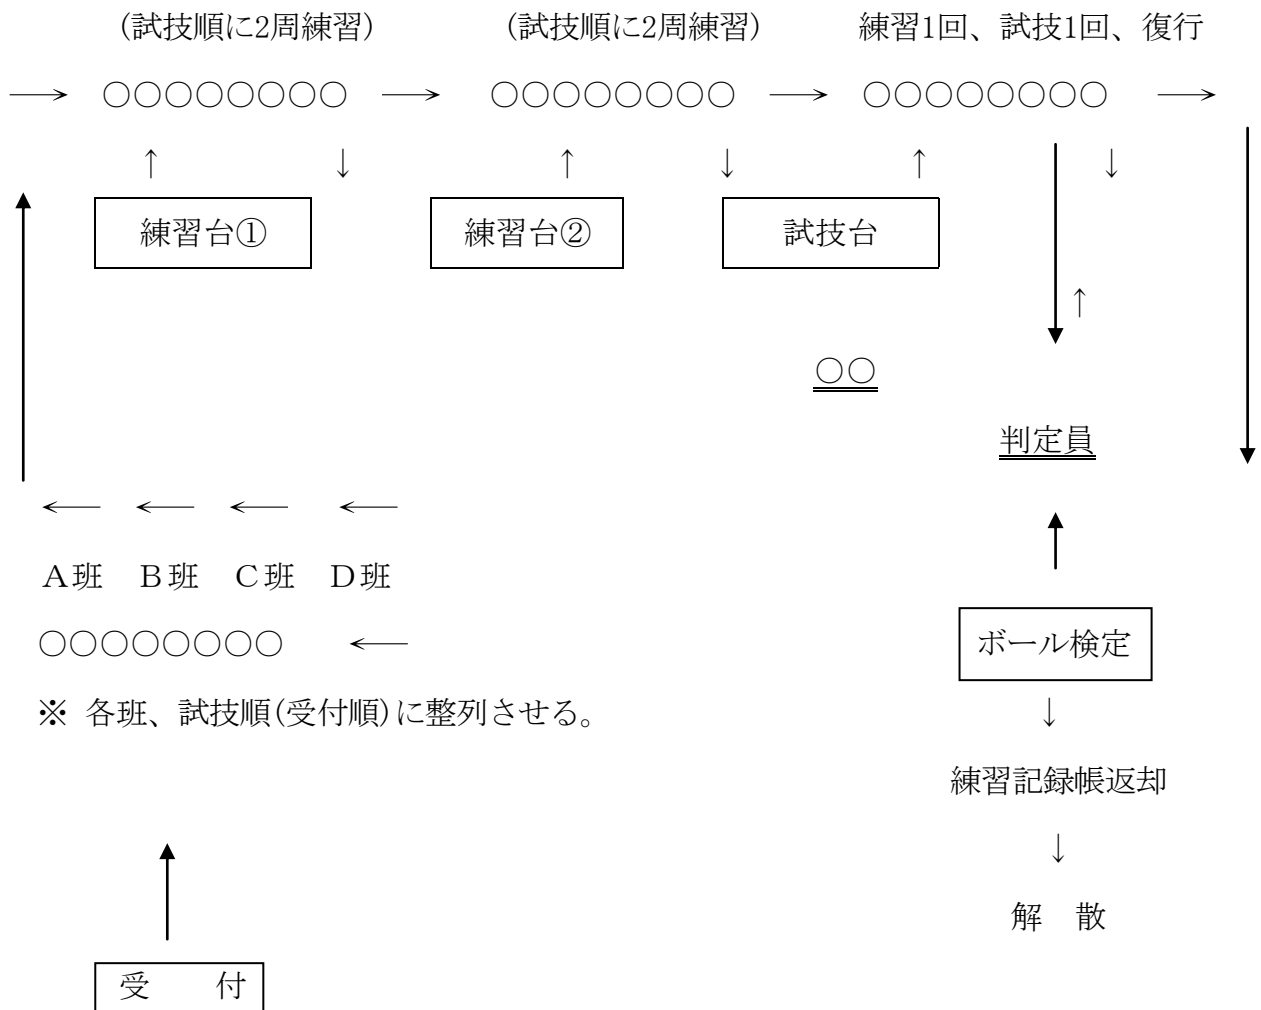 (試技順に2周練習) (試技順に2周練習) 練習1回、試技1回、復行
→ ○○○○○○○○ → ○○○○○○○○ → ○○○○○○○○ →
↑ ↓ ↑ ↓ ↑ ↓
練習台① 練習台② 試技台
↑
○○
判定員
← ← ← ←
A班 B班 C班 D班
○○○○○○○○ ←
ボール検定
※ 各班、試技順(受付順)に整列させる。
↓
練習記録帳返却
↓
解 散
受 付